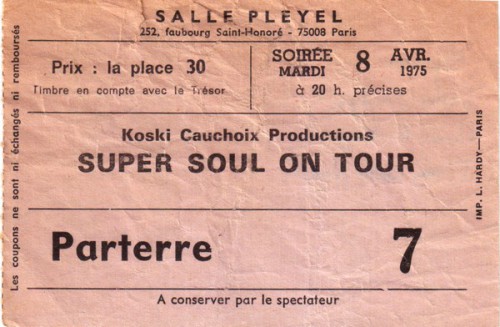 SALLE PLEYEL
252, faubourg Saint-Honoré - 75008 Paris
Prix : la place 30
Timbre en compte avec le Trésor
SOIRÉE
MARDI
8
AVR.
1975
à 20 h. précises
Koski Cauchoix Productions
SUPER SOUL ON TOUR
Parterre
7
A conserver par le spectateur
Les coupons ne sont ni échangés ni remboursés
IMP. L. HARDY—PARIS